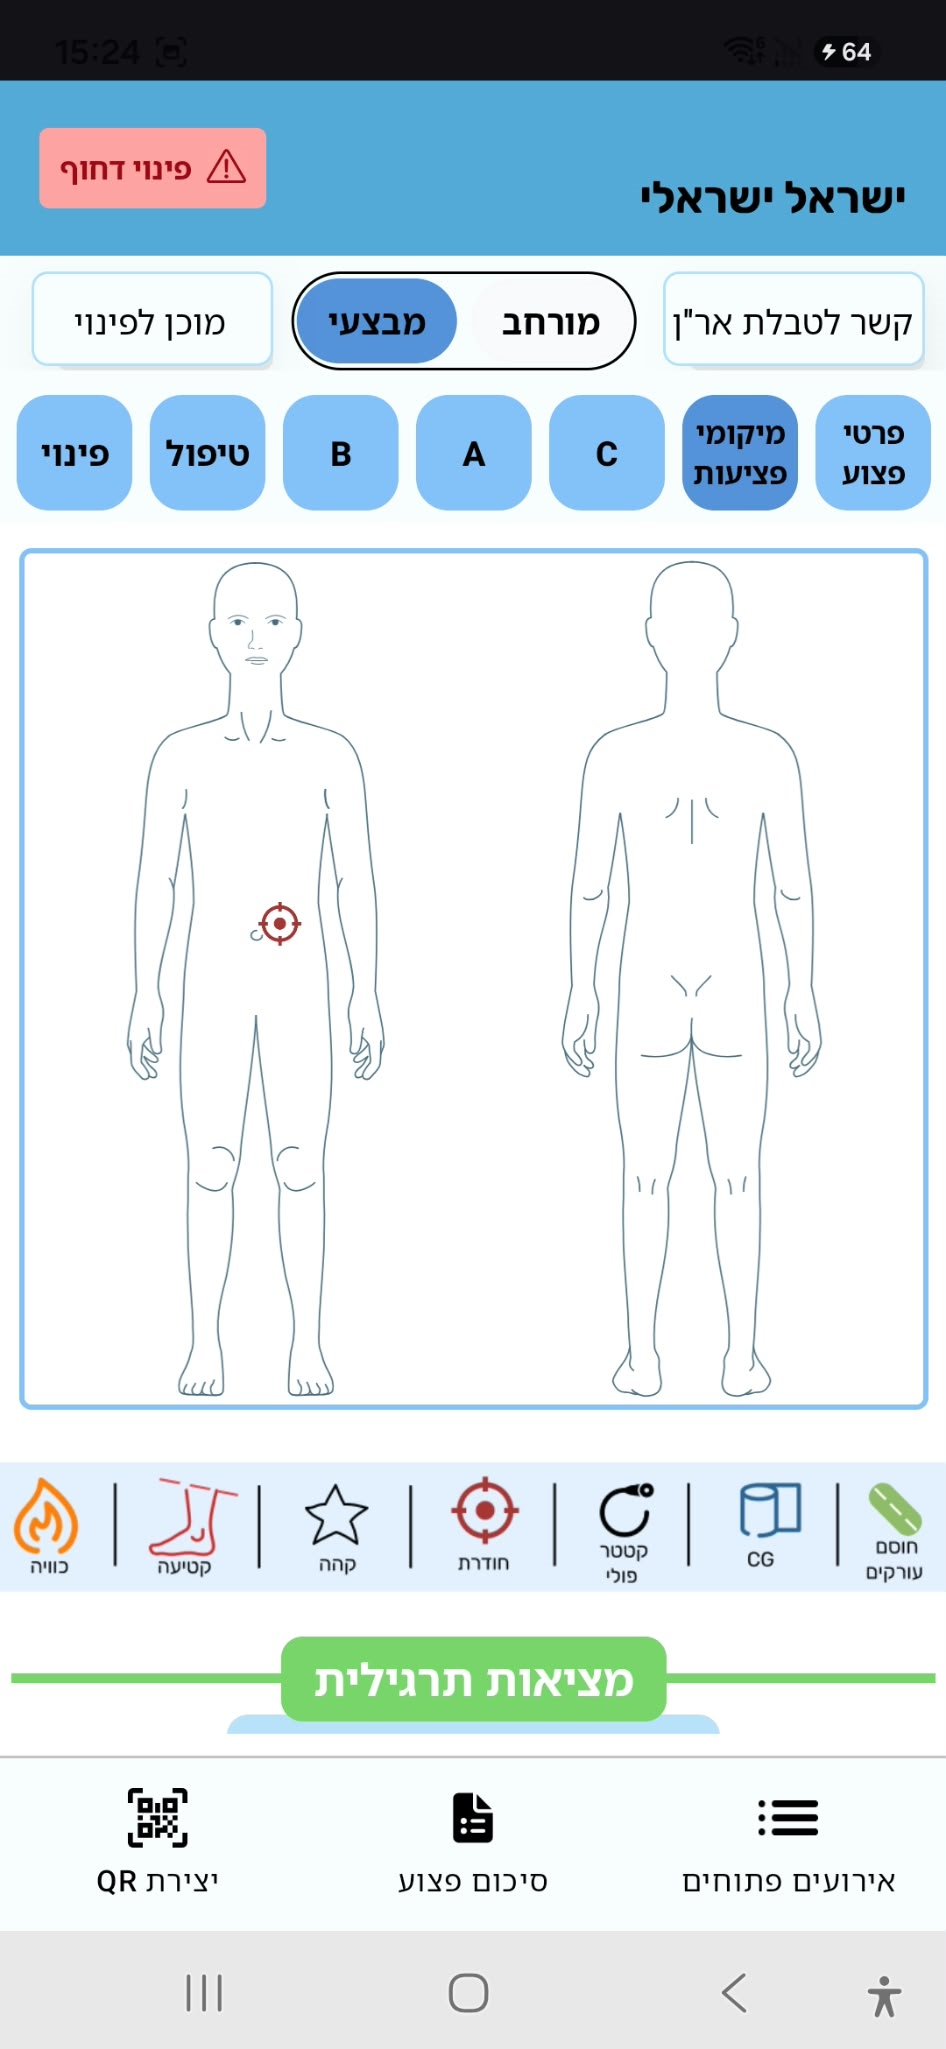 15:24
64
ישראל ישראלי
פינוי דחוף
קשר לטבלת אר"ן
מורחב
מבצעי
מוכן לפינוי
פרטי
פצוע
מיקומי
פציעות
C
A
B
טיפול
פינוי
חוסם
עורקים
CG
קטטר
פולי
חודרת
קהה
קטיעה
כוויה
מציאות תרגילית
אירועים פתוחים
סיכום פצוע
יצירת QR